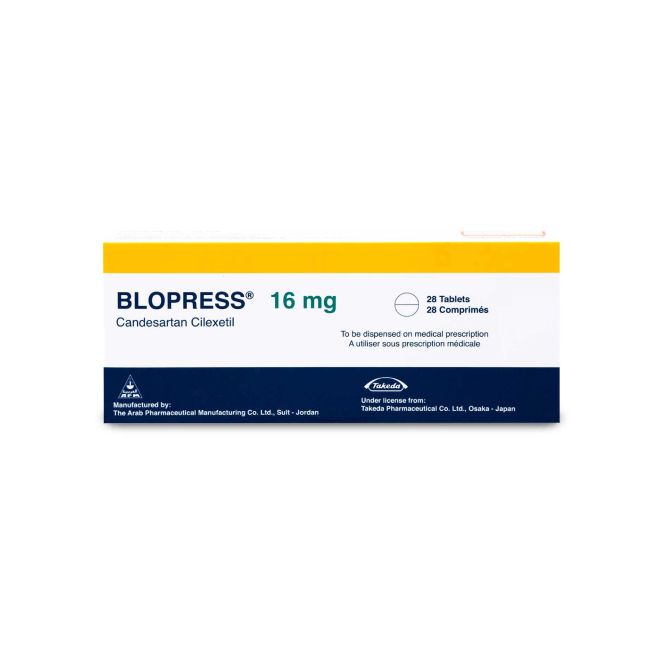 BLOPRESS® 16 mg
Candesartan Cilexetil
28 Tablets
28 Comprimés
To be dispensed on medical prescription
A utiliser sous prescription médicale
Manufactured by:
The Arab Pharmaceutical Manufacturing Co. Ltd., Sult - Jordan
Takeda
Under license from:
Takeda Pharmaceutical Co. Ltd., Osaka - Japan